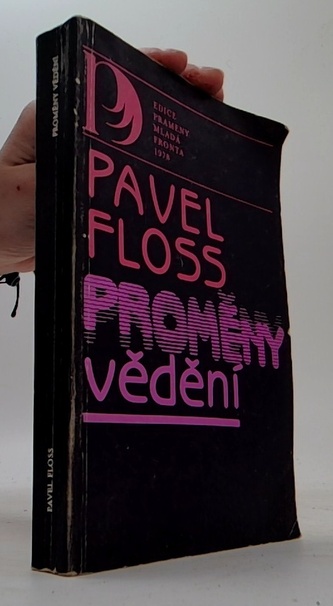 EDICE
PRAMENY
MLADÁ
FRONTA
1978
PAVEL
FLOSS
PROMĚNY
vědění
PROMĚNY VĚDĚNÍ
PAVEL FLOSS